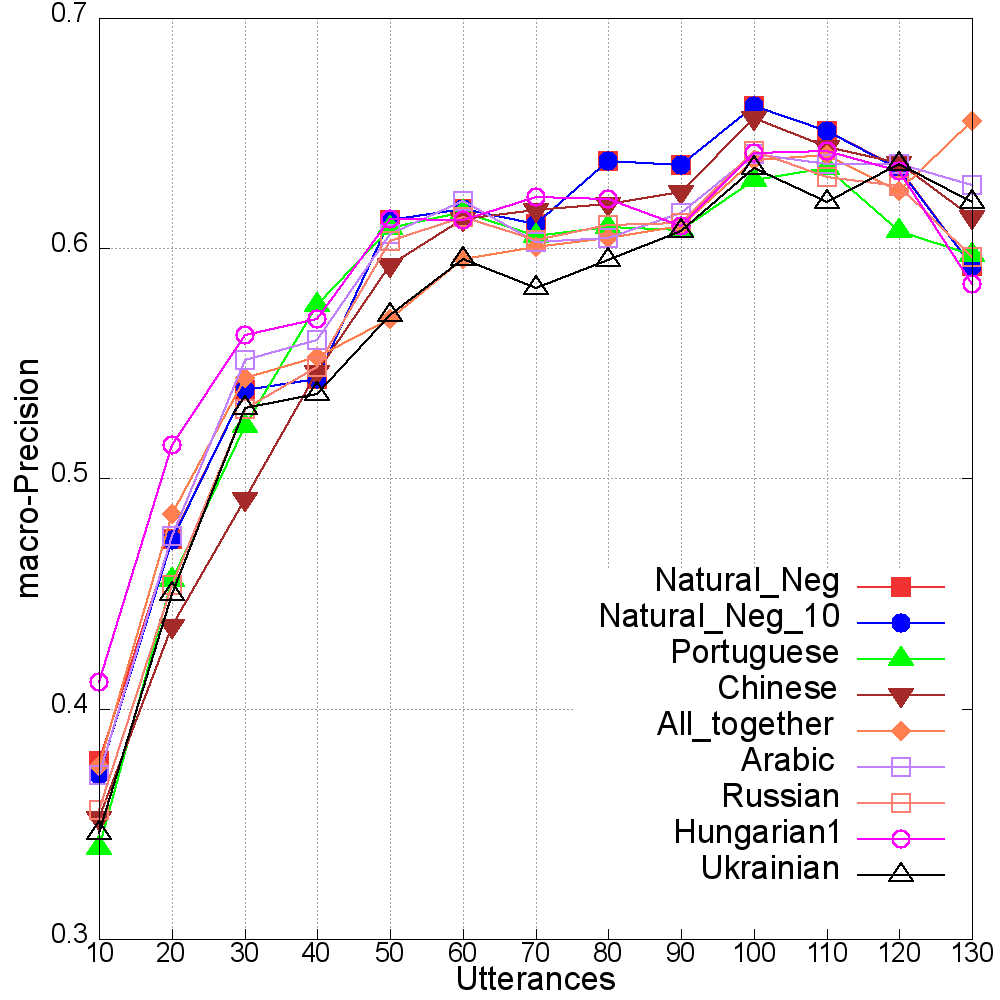 0.7
0.6
0.5
0.4
0.3
macro-Precision
Natural_Neg
Natural_Neg_10
Portuguese
Chinese
All_together
Arabic
Russian
Hungarian1
Ukrainian
10 20 30 40 50 60 70 80 90 100 110 120 130
Utterances